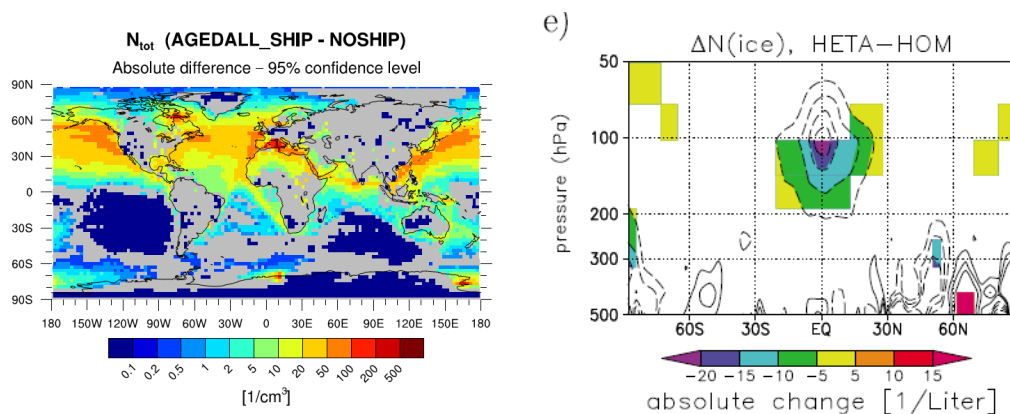 N_tot (AGEDALL_SHIP - NOSHIP)
Absolute difference – 95% confidence level
90N
60N
30N
0
30S
60S
90S
180 150W 120W 90W 60W 30W 0 30E 60E 90E 120E 150E 180
0.1 0.2 0.5 1 2 5 10 20 50 100 200 500
[1/cm³]
e)
ΔN(ice), HETA−HOM
pressure (hPa)
50
100
200
300
500
60S 30S EQ 30N 60N
−20 −15 −10 −5 5 10 15
absolute change [1/Liter]